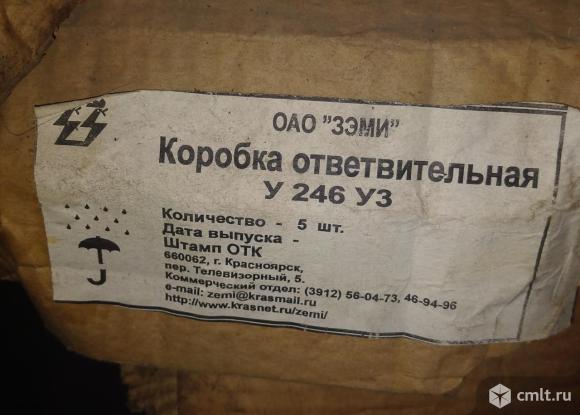 ОАО "ЗЭМИ"
Коробка ответвительная
У 246 У3
Количество - 5 шт.
Дата выпуска -
Штамп ОТК
660062, г. Красноярск,
пер. Телевизорный, 5.
Коммерческий отдел: (3912) 56-04-73, 46-94-96
e-mail: zemi@krasmail.ru
http://www.krasnet.ru/zemi/
cmlt.ru